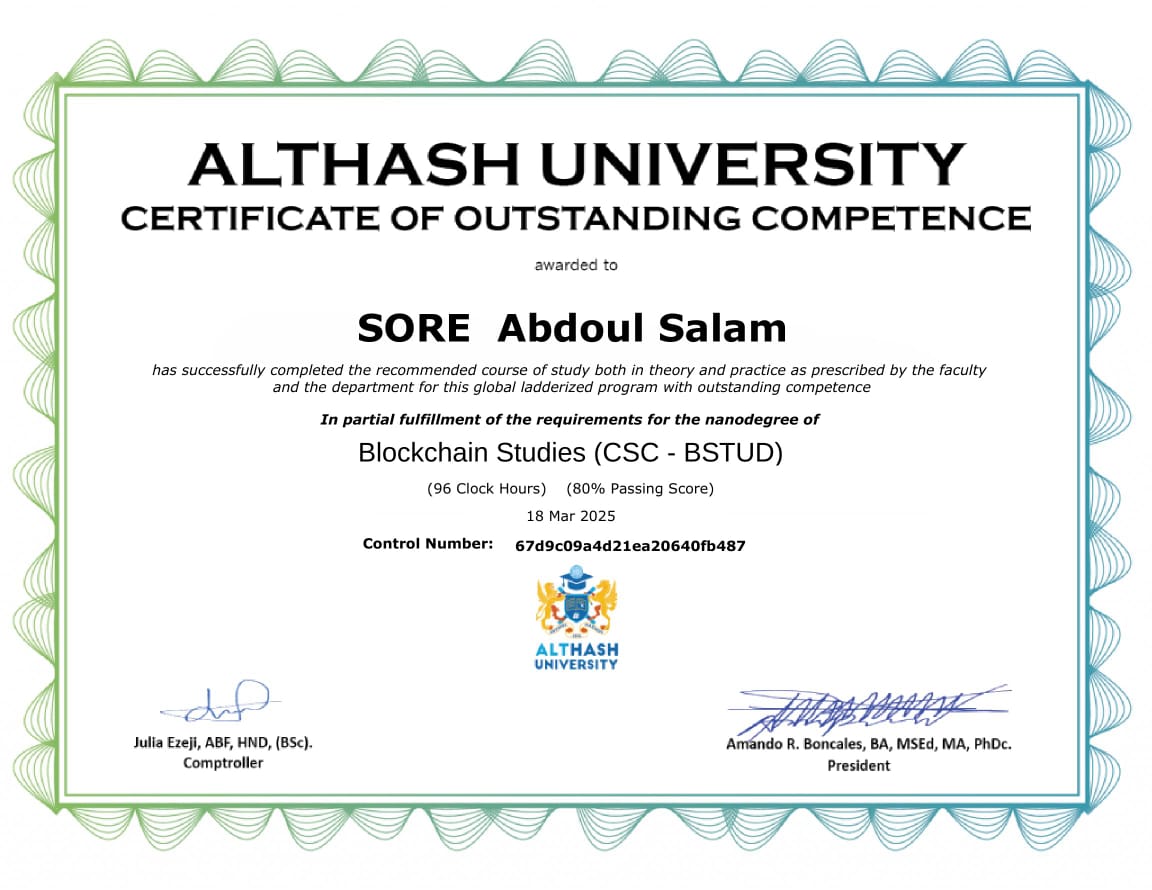 ALTHASH UNIVERSITY
CERTIFICATE OF OUTSTANDING COMPETENCE
awarded to
SORE Abdoul Salam
has successfully completed the recommended course of study both in theory and practice as prescribed by the faculty
and the department for this global ladderized program with outstanding competence
In partial fulfillment of the requirements for the nanodegree of
Blockchain Studies (CSC - BSTUD)
(96 Clock Hours) (80% Passing Score)
18 Mar 2025
Control Number: 67d9c09a4d21ea20640fb487
ALTHASH
UNIVERSITY
Julia Ezeji, ABF, HND, (BSc).
Comptroller
Amando R. Boncales, BA, MSEd, MA, PhDc.
President